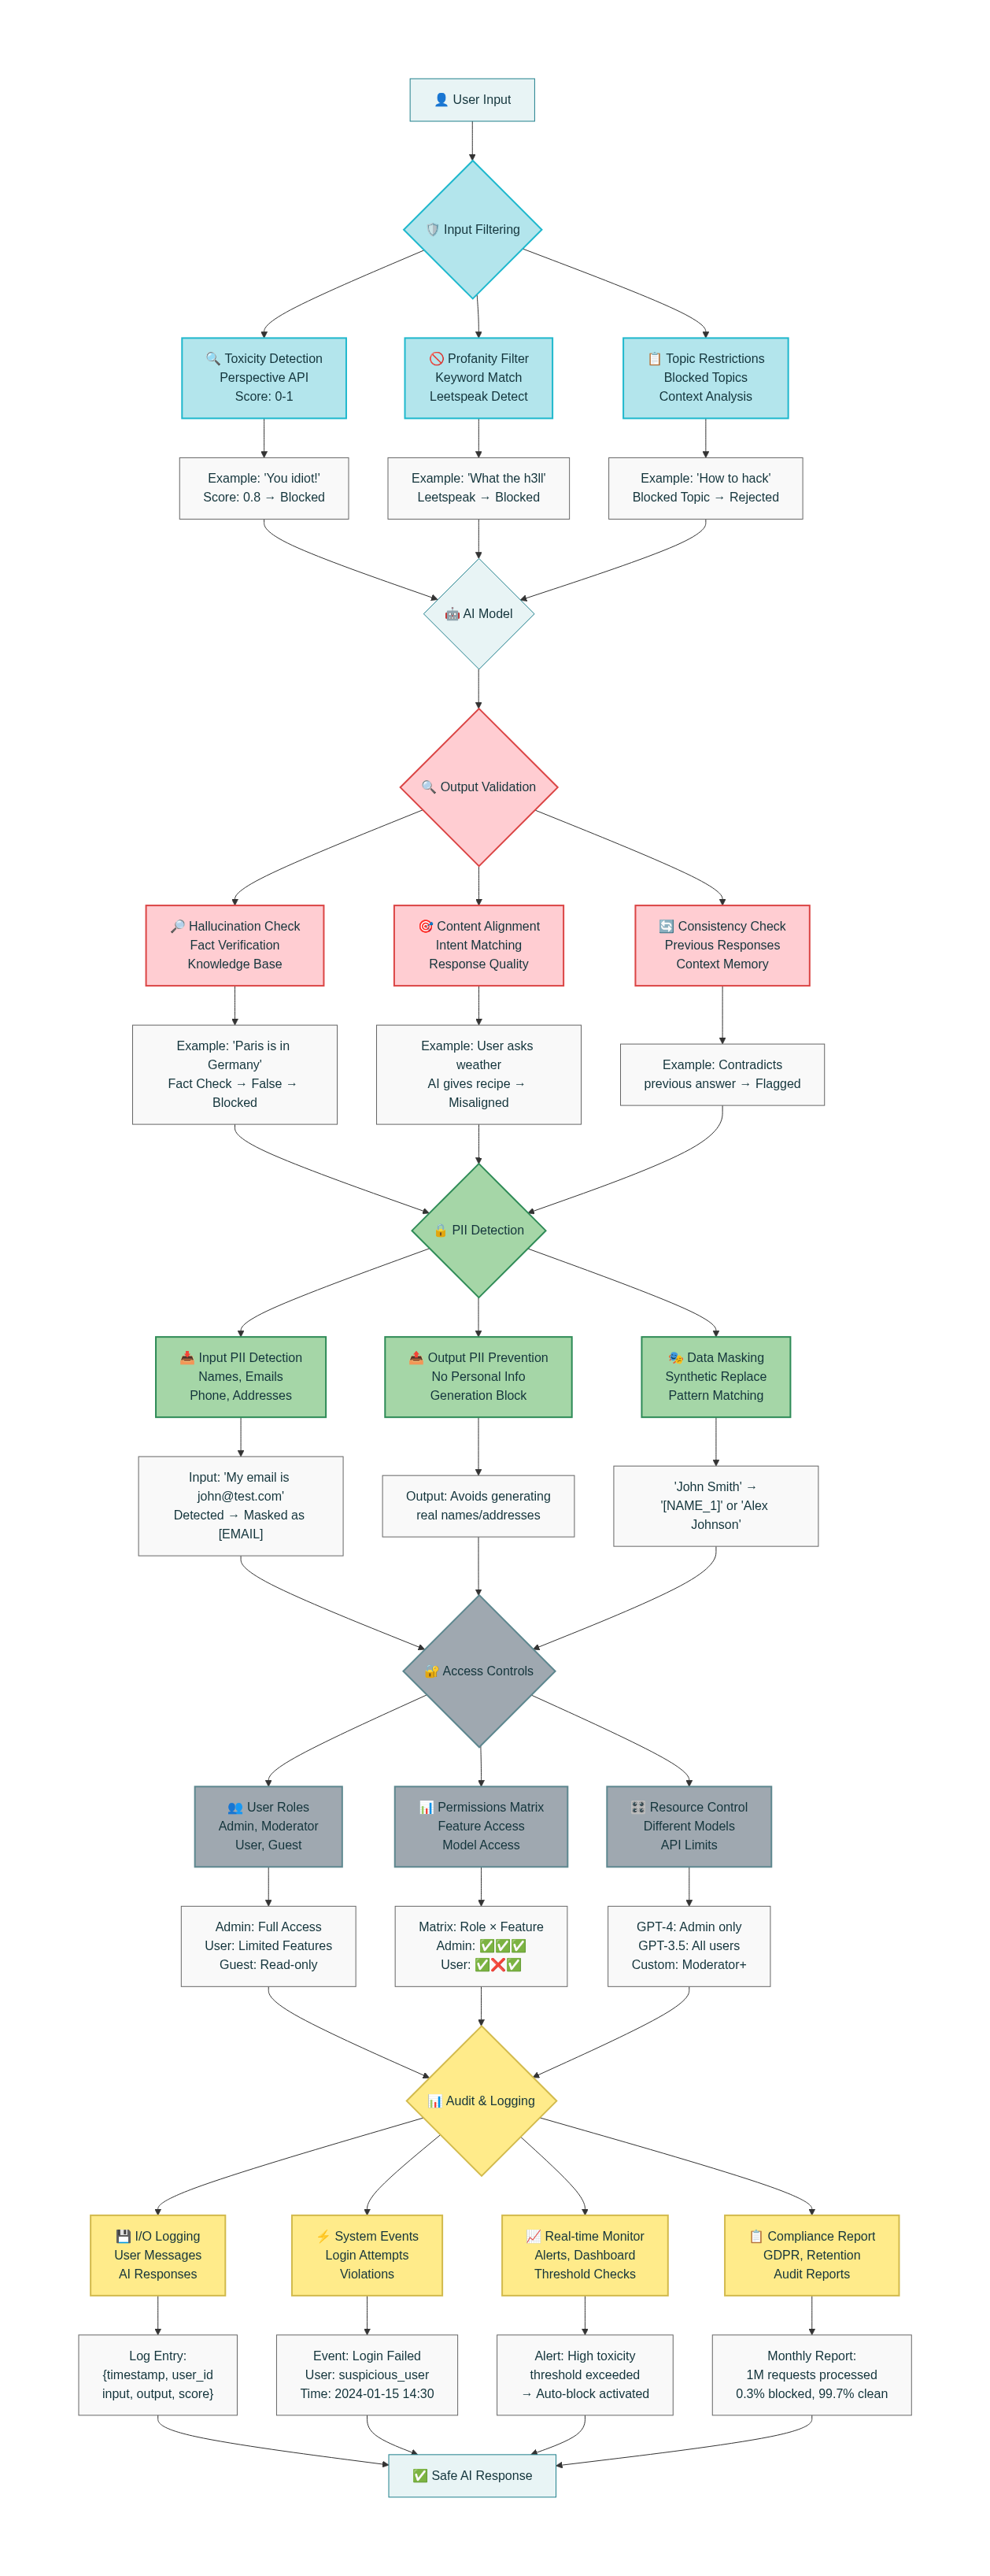 👤 User Input
🛡️ Input Filtering
🔍 Toxicity Detection
Perspective API
Score: 0-1
🚫 Profanity Filter
Keyword Match
Leetspeak Detect
📋 Topic Restrictions
Blocked Topics
Context Analysis
Example: 'You idiot!'
Score: 0.8 → Blocked
Example: 'What the h3ll'
Leetspeak → Blocked
Example: 'How to hack'
Blocked Topic → Rejected
🤖 AI Model
🔍 Output Validation
🔎 Hallucination Check
Fact Verification
Knowledge Base
🎯 Content Alignment
Intent Matching
Response Quality
🔄 Consistency Check
Previous Responses
Context Memory
Example: 'Paris is in
Germany'
Fact Check → False →
Blocked
Example: User asks
weather
AI gives recipe →
Misaligned
Example: Contradicts
previous answer → Flagged
🔒 PII Detection
📥 Input PII Detection
Names, Emails
Phone, Addresses
📤 Output PII Prevention
No Personal Info
Generation Block
🎭 Data Masking
Synthetic Replace
Pattern Matching
Input: 'My email is
john@test.com'
Detected → Masked as
[EMAIL]
Output: Avoids generating
real names/addresses
'John Smith' →
'[NAME_1]' or 'Alex
Johnson'
🔐 Access Controls
👥 User Roles
Admin, Moderator
User, Guest
📊 Permissions Matrix
Feature Access
Model Access
🎛️ Resource Control
Different Models
API Limits
Admin: Full Access
User: Limited Features
Guest: Read-only
Matrix: Role × Feature
Admin: ✅✅✅
User: ✅❌✅
GPT-4: Admin only
GPT-3.5: All users
Custom: Moderator+
📊 Audit & Logging
💾 I/O Logging
User Messages
AI Responses
⚡ System Events
Login Attempts
Violations
📈 Real-time Monitor
Alerts, Dashboard
Threshold Checks
📋 Compliance Report
GDPR, Retention
Audit Reports
Log Entry:
{timestamp, user_id
input, output, score}
Event: Login Failed
User: suspicious_user
Time: 2024-01-15 14:30
Alert: High toxicity
threshold exceeded
→ Auto-block activated
Monthly Report:
1M requests processed
0.3% blocked, 99.7% clean
✅ Safe AI Response